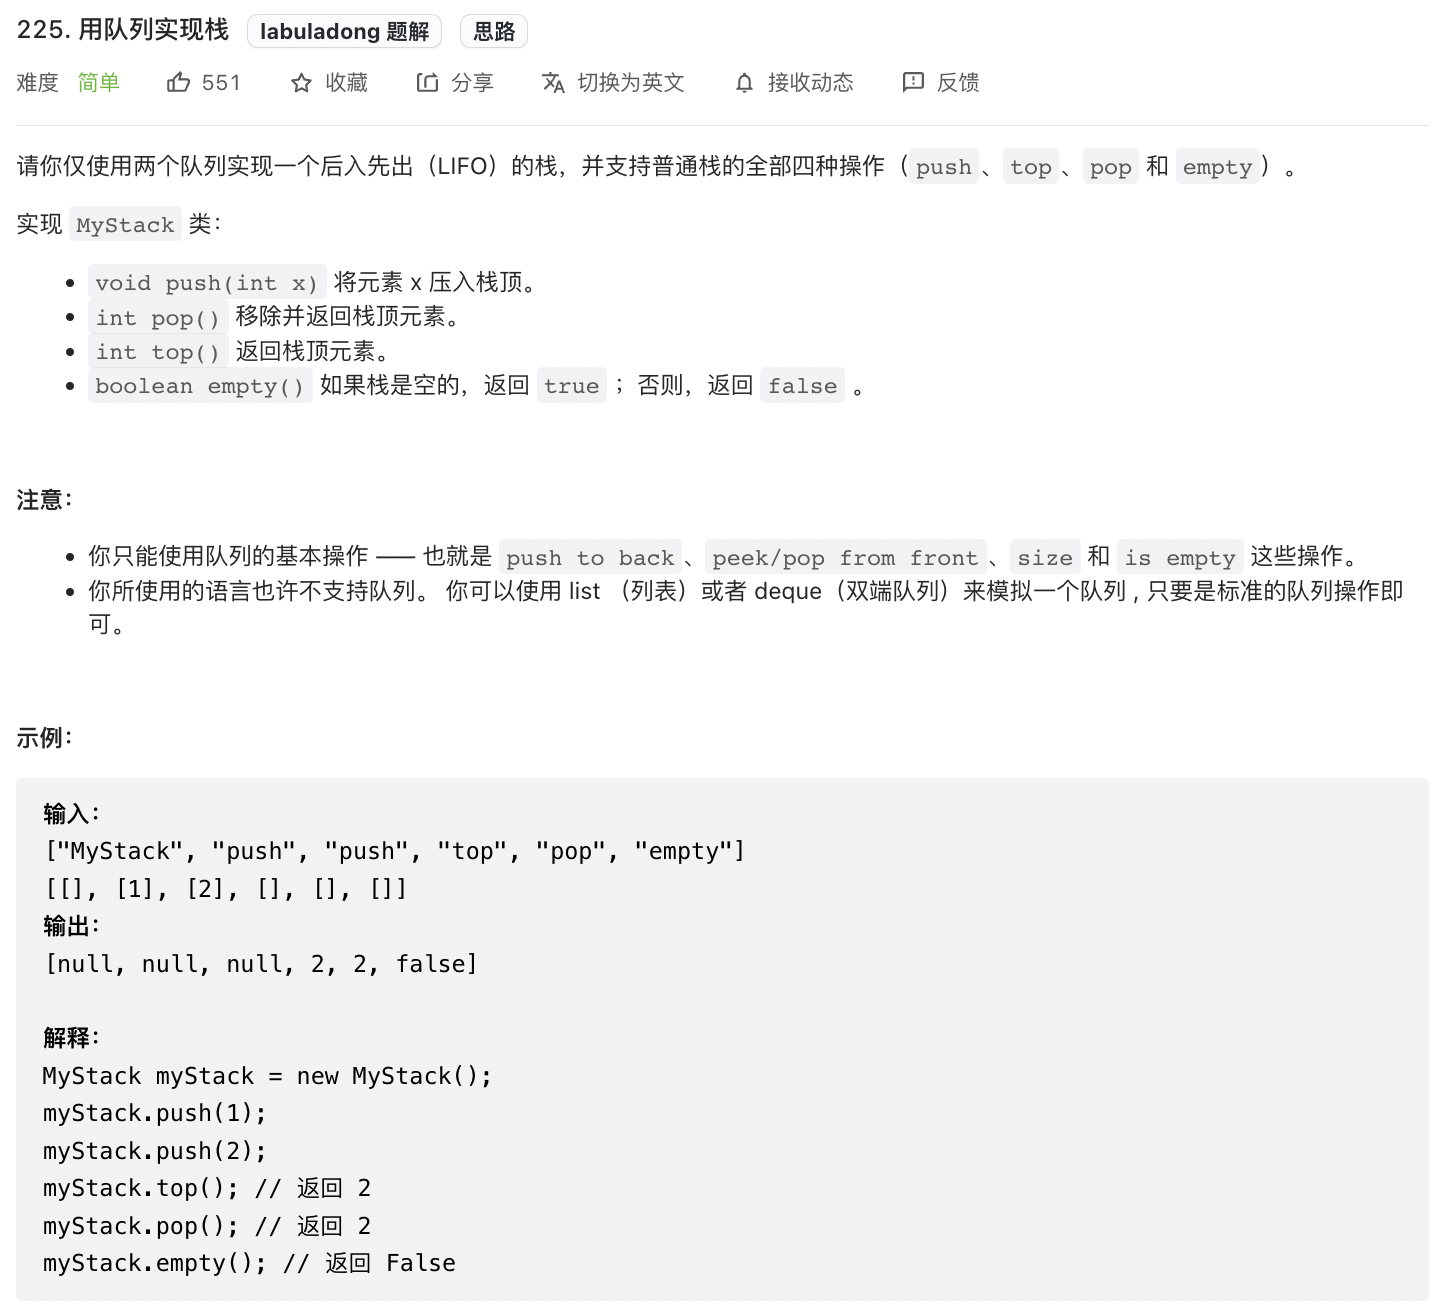 225. 用队列实现栈 labuladong 题解 思路
难度 简单 551 收藏 分享 切换为英文 接收动态 反馈
请你仅使用两个队列实现一个后入先出（LIFO）的栈，并支持普通栈的全部四种操作（push、top、pop 和 empty）。
实现 MyStack 类：
void push(int x) 将元素 x 压入栈顶。
int pop() 移除并返回栈顶元素。
int top() 返回栈顶元素。
boolean empty() 如果栈是空的，返回 true ；否则，返回 false 。
注意：
你只能使用队列的基本操作 —— 也就是 push to back、peek/pop from front、size 和 is empty 这些操作。
你所使用的语言也许不支持队列。 你可以使用 list （列表）或者 deque（双端队列）来模拟一个队列 , 只要是标准的队列操作即
可。
示例：
输入：
["MyStack", "push", "push", "top", "pop", "empty"]
[[], [1], [2], [], [], []]
输出：
[null, null, null, 2, 2, false]
解释：
MyStack myStack = new MyStack();
myStack.push(1);
myStack.push(2);
myStack.top(); // 返回 2
myStack.pop(); // 返回 2
myStack.empty(); // 返回 False